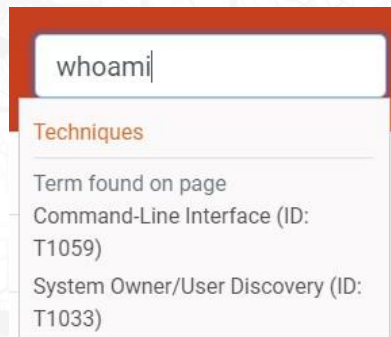 whoami
Techniques
Term found on page
Command-Line Interface (ID:
T1059)
System Owner/User Discovery (ID:
T1033)